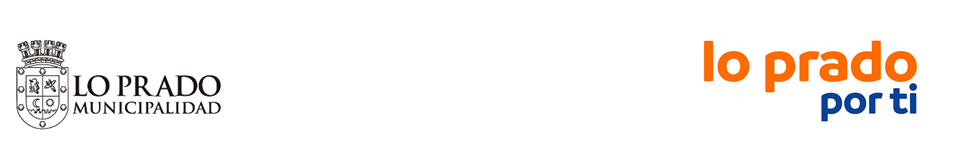 LO PRADO
MUNICIPALIDAD
lo prado
por ti